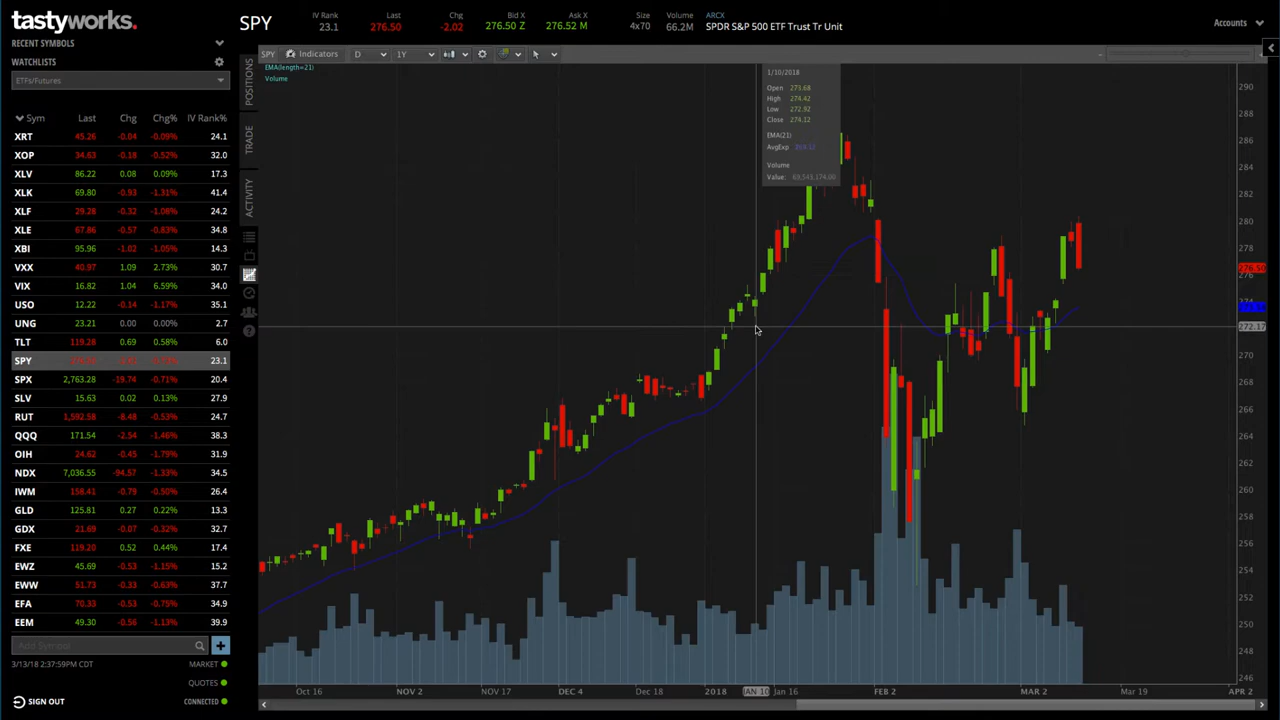 tastyworks
RECENT SYMBOLS
WATCHLISTS
ETFs/Futures
Sym Last Chg Chg% IV Rank%
XRT 45.26 -0.04 -0.09% 24.1
XOP 34.63 -0.18 -0.52% 32.0
XLV 86.22 0.08 0.09% 17.3
XLK 69.80 -0.93 -1.31% 41.4
XLF 29.28 -0.32 -1.08% 24.2
XLE 67.86 -0.57 -0.83% 34.8
XBI 95.96 -1.02 -1.05% 14.3
VXX 40.97 1.09 2.73% 30.7
VIX 16.82 1.04 6.59% 34.0
USO 12.22 -0.14 -1.17% 35.1
UNG 23.21 0.00 0.00% 2.7
TLT 119.28 0.69 0.58% 6.0
SPY 23.1
SPX 2,763.28 -19.74 -0.71% 20.4
SLV 15.63 0.02 0.13% 27.9
RUT 1,592.58 -8.48 -0.53% 24.7
QQQ 171.54 -2.54 -1.46% 38.3
OIH 24.62 -0.45 -1.79% 31.9
NDX 7,036.55 -94.57 -1.33% 34.5
IWM 158.41 -0.79 -0.50% 26.4
GLD 125.81 0.27 0.22% 13.3
GDX 21.69 -0.07 -0.32% 32.7
FXE 119.20 0.52 0.44% 17.4
EWZ 45.69 -0.53 -1.15% 15.2
EWW 51.73 -0.33 -0.63% 37.7
EFA 70.33 -0.53 -0.75% 34.9
EEM 49.30 -0.56 -1.13% 39.9
Add Symbol
3/13/18 2:37:59PM CDT MARKET
QUOTES
SIGN OUT CONNECTED
SPY
IV Rank Last Chg Bid X Ask X Size Volume ARCX
23.1 276.50 -2.02 276.50 Z 276.52 M 4x70 66.2M SPDR S&P 500 ETF Trust Tr Unit
Accounts
POSITIONS
TRADE
ACTIVITY
SPY Indicators D 1Y
EMA(length=21)
Volume
1/10/2018
Open 273.68
High 274.42
Low 272.92
Close 274.12
EMA(21)
AvgExp
Volume
Value: 69,543,174.00
290
288
286
284
282
280
278
276.50
276
274
272.17
270
268
266
264
262
260
258
256
254
252
250
248
246
Oct 16 NOV 2 NOV 17 DEC 4 Dec 18 2018 JAN 10 Jan 16 FEB 2 MAR 2 Mar 19 APR 2